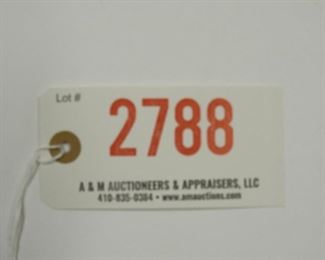 Lot #
2788
A & M AUCTIONEERS & APPRAISERS, LLC
410-835-0384 • www.amauctions.com